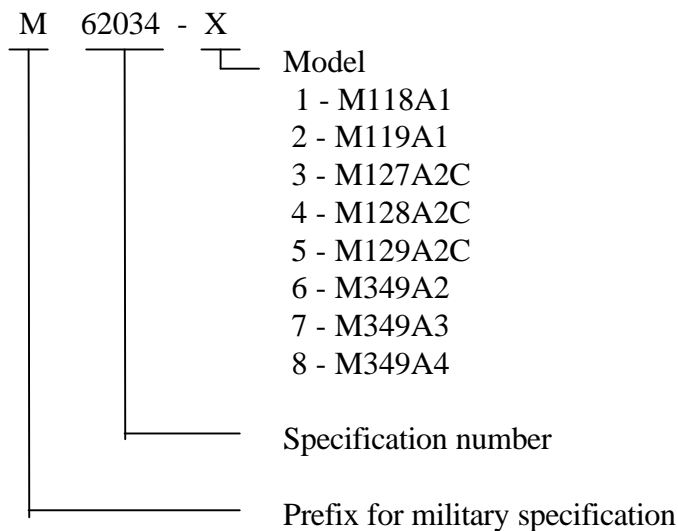 M 62034 - X
Model
1 - M118A1
2 - M119A1
3 - M127A2C
4 - M128A2C
5 - M129A2C
6 - M349A2
7 - M349A3
8 - M349A4
Specification number
Prefix for military specification